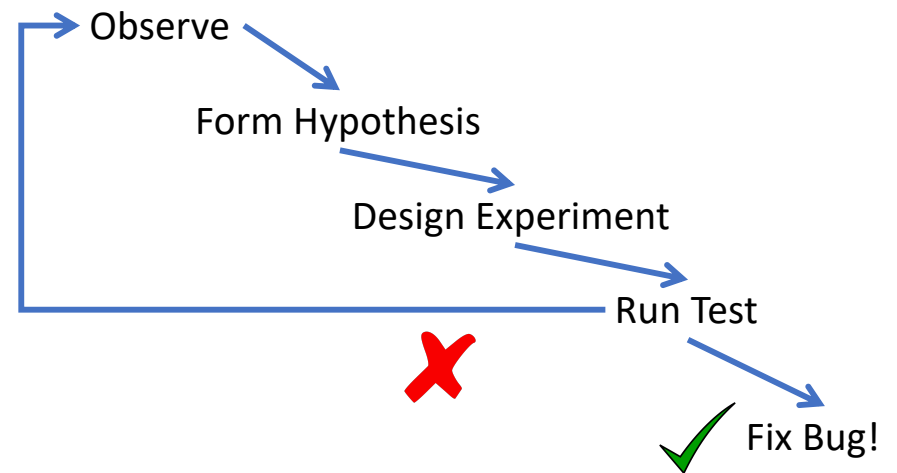 Observe
Form Hypothesis
Design Experiment
Run Test
Fix Bug!